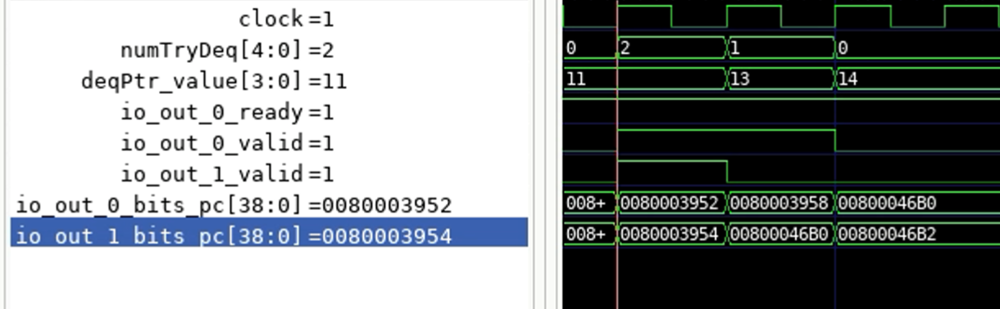 clock=1
numTryDeq[4:0]=2 0 2 1 0
deqPtr_value[3:0]=11 11 13 14
io_out_0_ready=1
io_out_0_valid=1
io_out_1_valid=1
io_out_0_bits_pc[38:0]=0080003952 008+ 0080003952 0080003958 00800046B0
io_out_1_bits_pc[38:0]=0080003954 008+ 0080003954 00800046B0 00800046B2